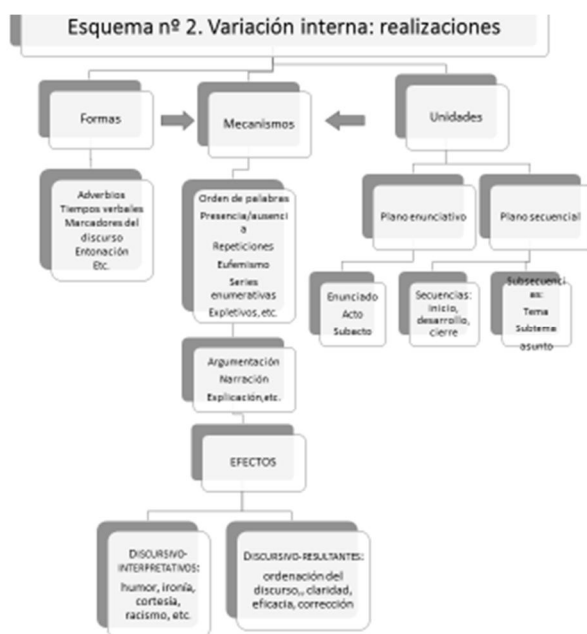 Esquema nº 2. Variación interna: realizaciones
Formas
Mecanismos
Unidades
Adverbios
Tiempos verbales
Marcadores del
discurso
Entonación
Etc.
Orden de palabras
Presencia/ausenci
a
Repeticiones
Eufemismo
Series
enumerativas
Expletivos, etc.
Plano enunciativo
Plano secuencial
Enunciado
Acto
Subacto
Secuencias:
inicio,
desarrollo,
cierre
Subsecuenci
as:
Tema
Subtema
asunto
Argumentación
Narración
Explicación,etc.
EFECTOS
DISCURSIVO-
INTERPRETATIVOS:
humor, ironía,
cortesía,
racismo, etc.
DISCURSIVO-RESULTANTES:
ordenación del
discurso,, claridad,
eficacia, corrección